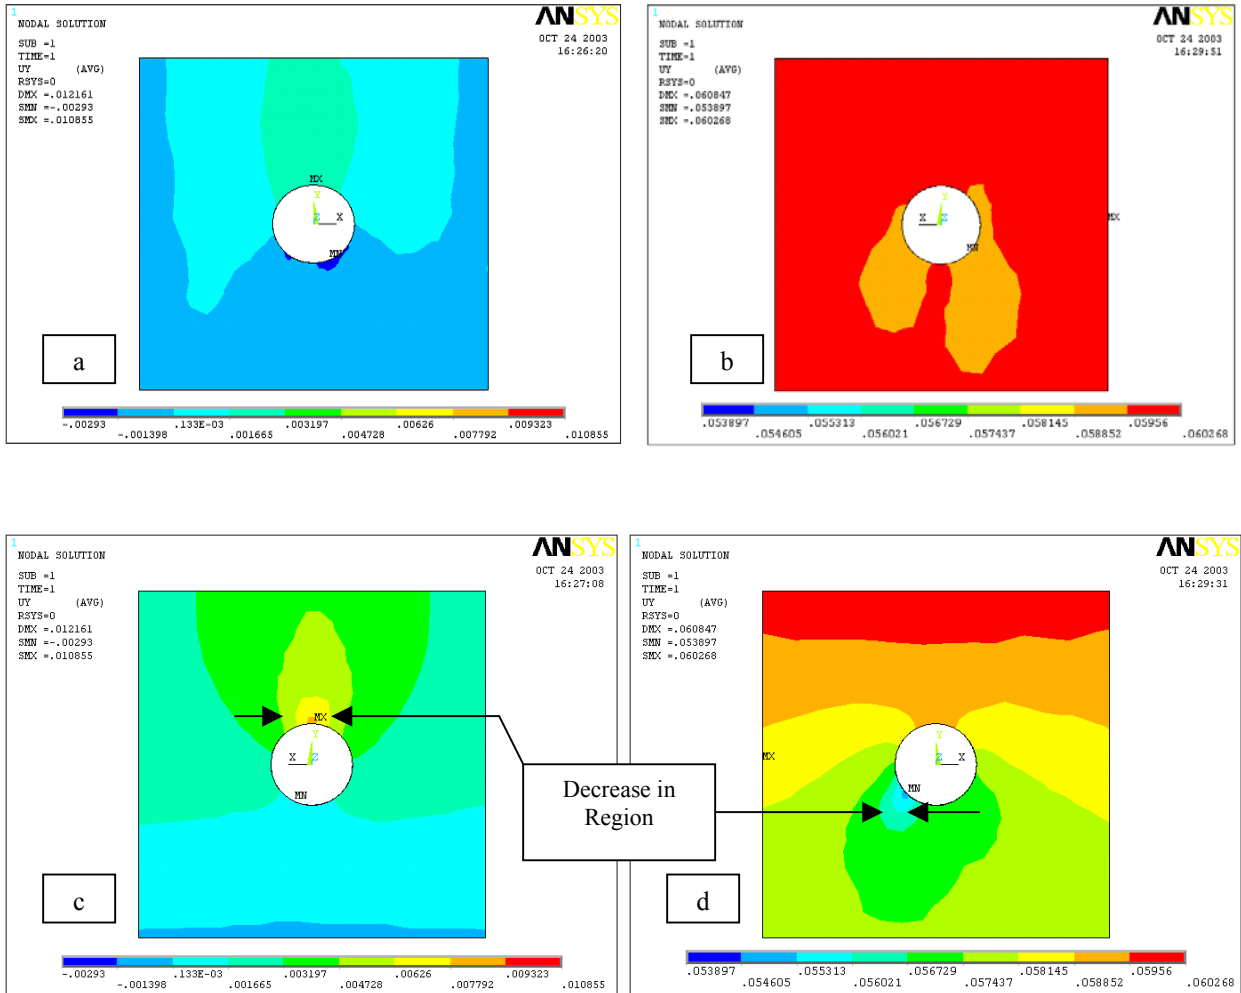 1
NODAL SOLUTION
ANSYS
OCT 24 2003
16:26:20
SUB =1
TIME=1
UY (AVG)
RSYS=0
DMX =.012161
SMN =-.00293
SMX =.010855
MX
Y
Z X
MN
a
-.00293 .133E-03 .003197 .00626 .009323
-.001398 .001665 .004728 .007792 .010855
1
NODAL SOLUTION
ANSYS
OCT 24 2003
16:29:51
SUB =1
TIME=1
UY (AVG)
RSYS=0
DMX =.060847
SMN =.053897
SMX =.060268
Y
X Z
MX
MN
b
.053897 .055313 .056729 .058145 .05956
.054605 .056021 .057437 .058852 .060268
1
NODAL SOLUTION
ANSYS
OCT 24 2003
16:27:08
SUB =1
TIME=1
UY (AVG)
RSYS=0
DMX =.012161
SMN =-.00293
SMX =.010855
MX
Y
X Z
MN
c
-.00293 .133E-03 .003197 .00626 .009323
-.001398 .001665 .004728 .007792 .010855
Decrease in
Region
1
NODAL SOLUTION
ANSYS
OCT 24 2003
16:29:31
SUB =1
TIME=1
UY (AVG)
RSYS=0
DMX =.060847
SMN =.053897
SMX =.060268
Y
MX
Z X
MN
d
.053897 .055313 .056729 .058145 .05956
.054605 .056021 .057437 .058852 .060268